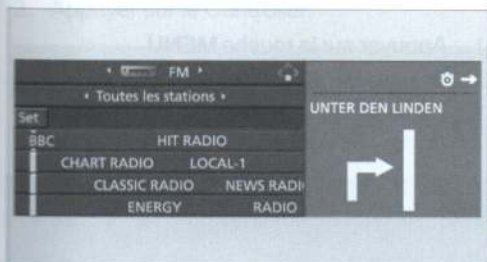 FM
Toutes les stations
UNTER DEN LINDEN
Set
BBC HIT RADIO
CHART RADIO LOCAL-1
CLASSIC RADIO NEWS RADI
ENERGY RADIO